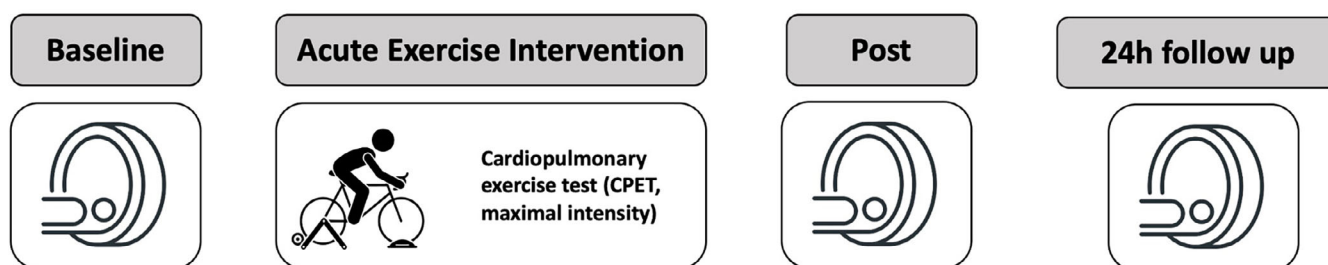 Baseline
Acute Exercise Intervention
Post
24h follow up
Cardiopulmonary
exercise test (CPET,
maximal intensity)